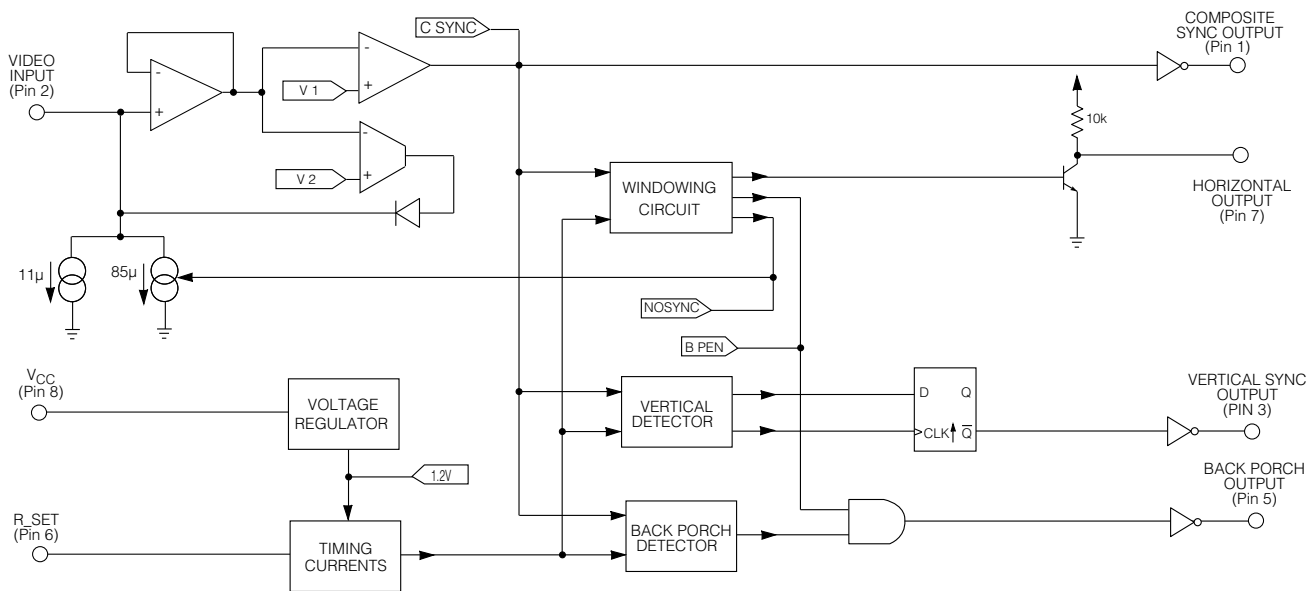 C SYNC
COMPOSITE
SYNC OUTPUT
(Pin 1)
VIDEO
INPUT
(Pin 2)
-
+
-
+
V 1
-
+
V 2
10k
WINDOWING
CIRCUIT
HORIZONTAL
OUTPUT
(Pin 7)
11µ
85µ
NOSYNC
B PEN
VCC
(Pin 8)
VOLTAGE
REGULATOR
VERTICAL
DETECTOR
D Q
CLK Q̅
VERTICAL SYNC
OUTPUT
(PIN 3)
1.2V
BACK PORCH
OUTPUT
(Pin 5)
R_SET
(Pin 6)
TIMING
CURRENTS
BACK PORCH
DETECTOR